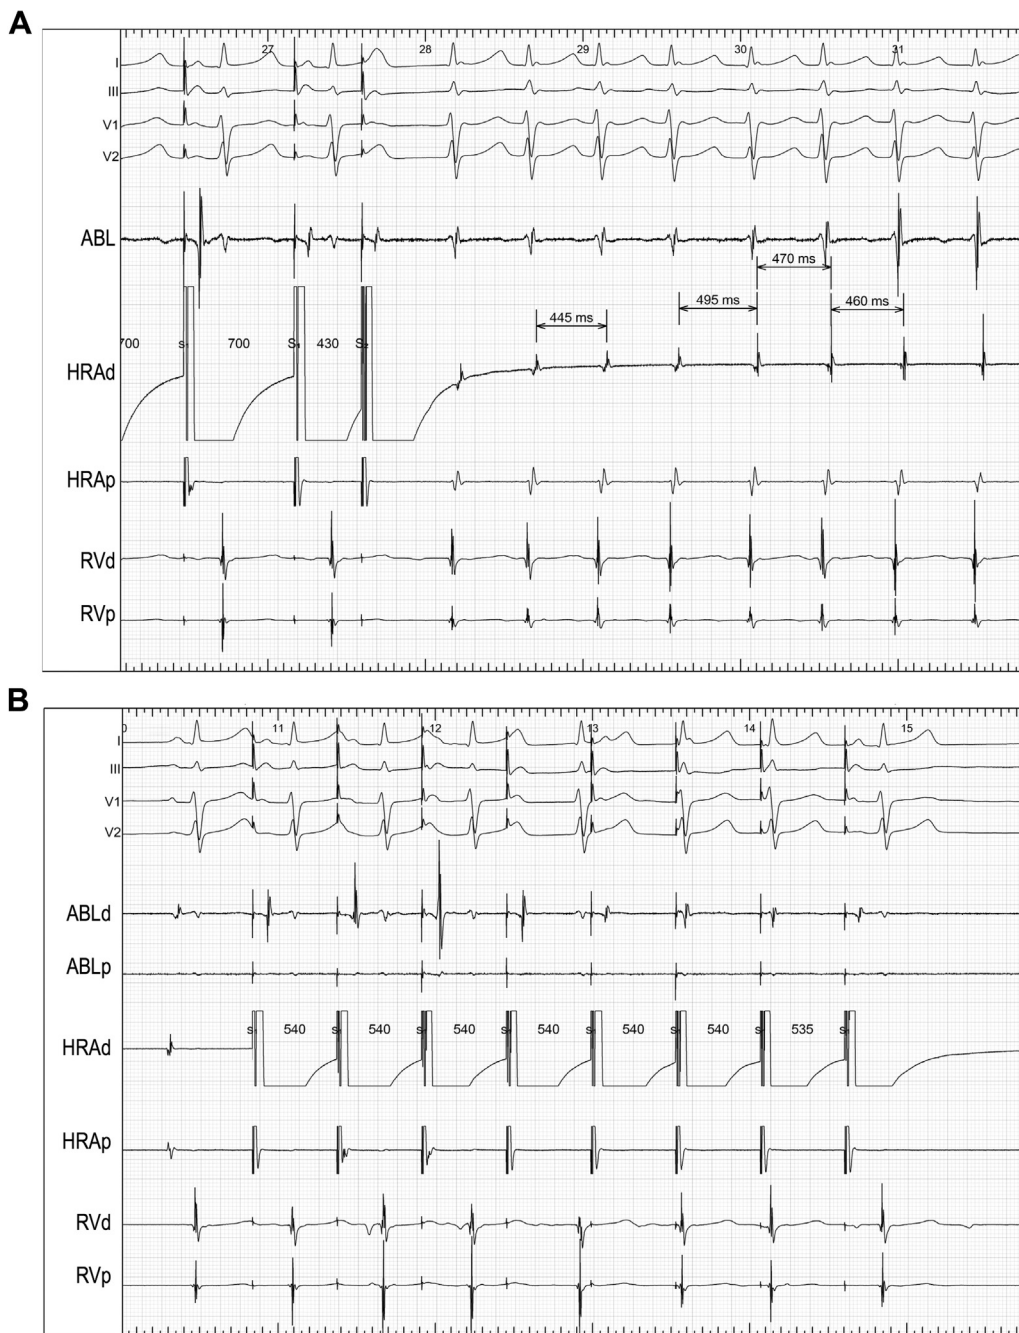 A
27 28 29 30 31
I
III
V1
V2
ABL
470 ms
495 ms 460 ms
445 ms
700 S1 700 S1 430 S2
HRAd
HRAp
RVd
RVp
B
0 11 12 13 14 15
I
III
V1
V2
ABLd
ABLp
S1 540 S1 540 S1 540 S1 540 S1 540 S1 540 S1 535 S1
HRAd
HRAp
RVd
RVp